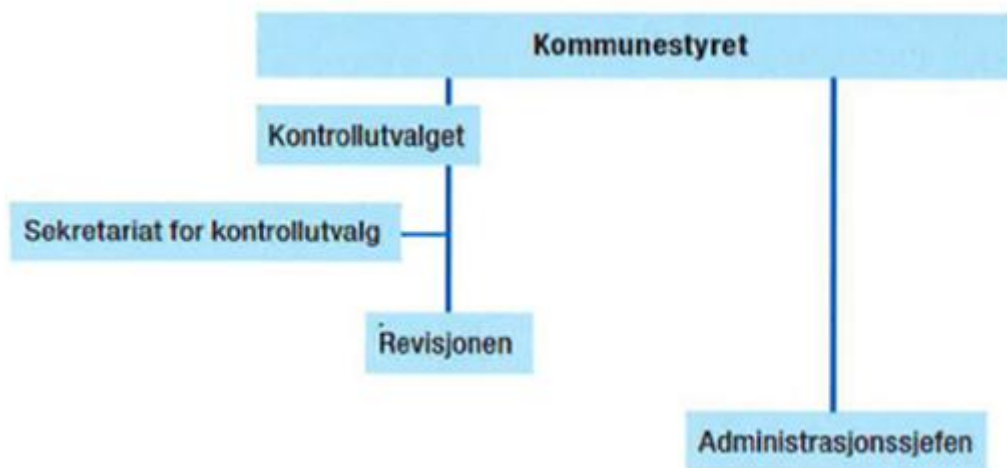 Kommunestyret
Kontrollutvalget
Sekretariat for kontrollutvalg
Revisjonen
Administrasjonssjefen